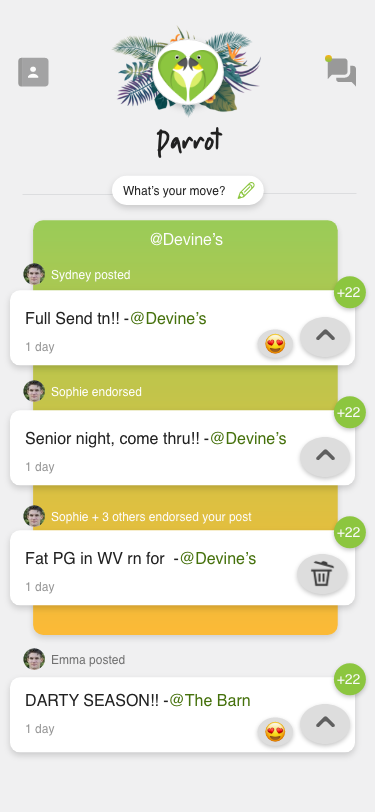 Parrot
What's your move?
@Devine's
Sydney posted
+22
Full Send tn!! -@Devine's
1 day
Sophie endorsed
+22
Senior night, come thru!! -@Devine's
1 day
Sophie + 3 others endorsed your post
+22
Fat PG in WV rn for  -@Devine's
1 day
Emma posted
+22
DARTY SEASON!! -@The Barn
1 day